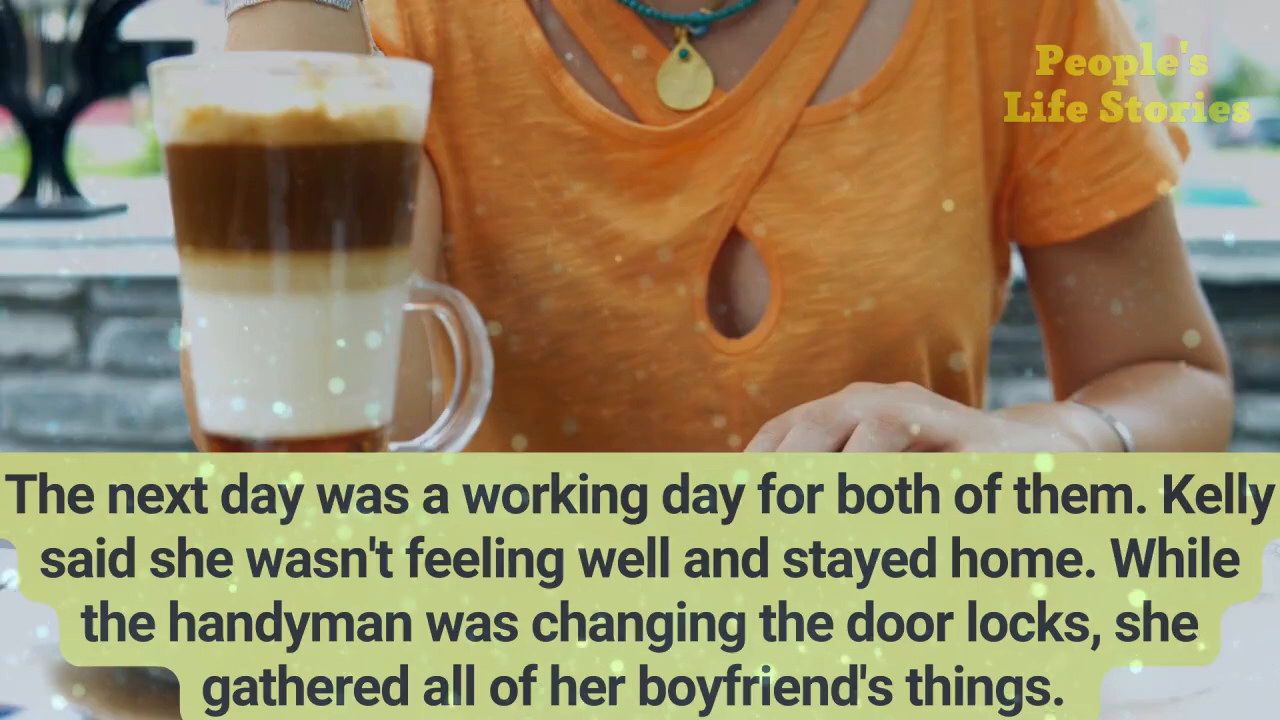 People's
Life Stories
The next day was a working day for both of them. Kelly
said she wasn't feeling well and stayed home. While
the handyman was changing the door locks, she
gathered all of her boyfriend's things.